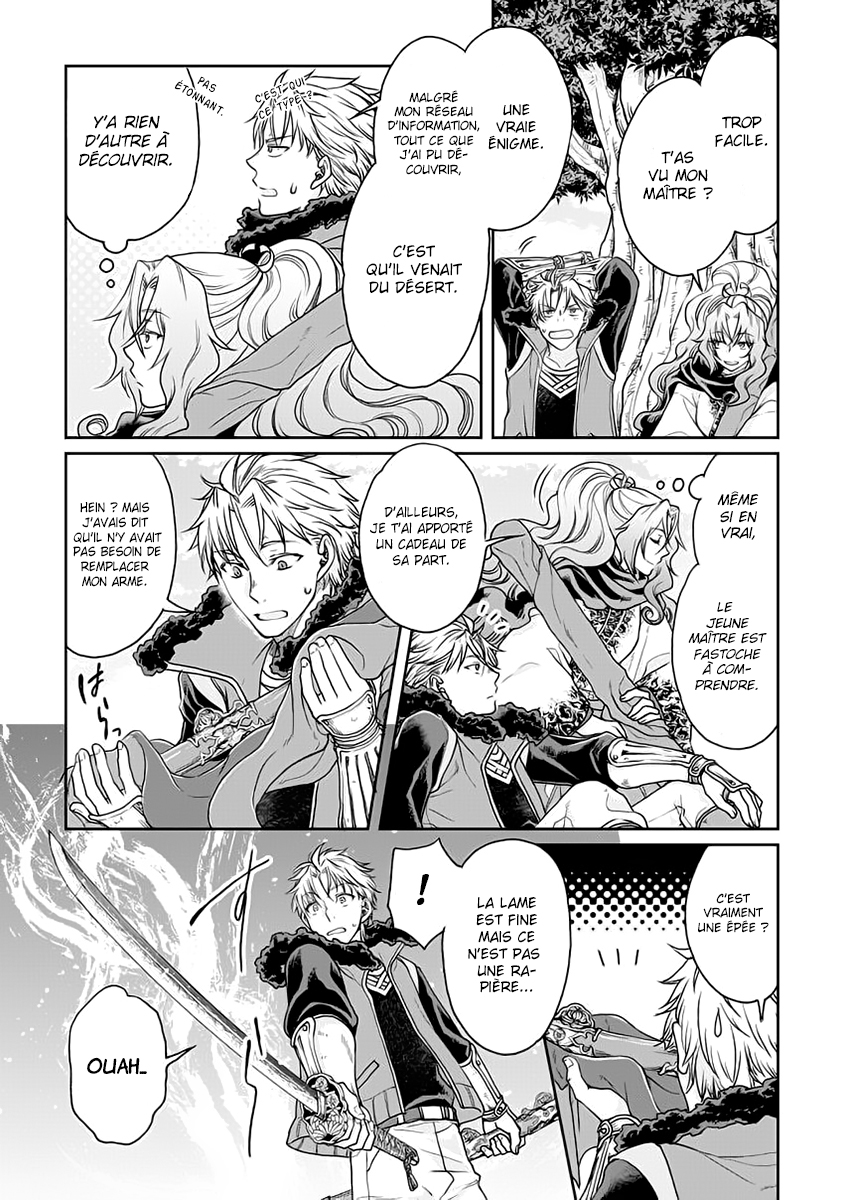 TROP
FACILE.
T'AS
VU MON
MAÎTRE ?
UNE
VRAIE
ÉNIGME.
MALGRÉ
MON RÉSEAU
D'INFORMATION,
TOUT CE QUE
J'AI PU DÉ-
COUVRIR,
C'EST
QU'IL VENAIT
DU DÉSERT.
C'EST QUI
CE TYPE ?
PAS
ÉTONNANT.
Y'A RIEN
D'AUTRE À
DÉCOUVRIR.
MÊME
SI EN
VRAI,
LE
JEUNE
MAÎTRE EST
FASTOCHE
À COM-
PRENDRE.
D'AILLEURS,
JE T'AI APPORTÉ
UN CADEAU DE
SA PART.
HEIN ? MAIS
J'AVAIS DIT
QU'IL N'Y AVAIT
PAS BESOIN DE
REMPLACER
MON ARME.
はらっ
C'EST
VRAIMENT
UNE ÉPÉE ?
LA LAME
EST FINE
MAIS CE
N'EST PAS
UNE RA-
PIÈRE...
!
OUAH...